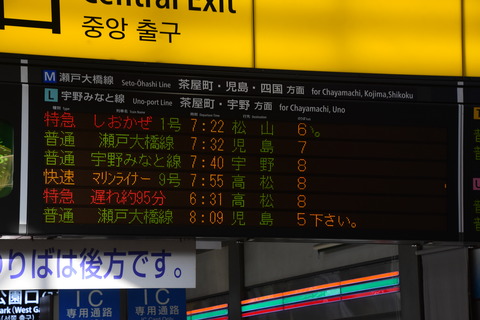 Central Exit
중앙 출구
M 瀬戸大橋線 Seto-Ohashi Line 茶屋町・児島・四国 方面 for Chayamachi, Kojima, Shikoku
L 宇野みなと線 Uno-port Line 茶屋町・宇野 方面 for Chayamachi, Uno
特急 しおかぜ 1号 7:22 松山 6
普通 瀬戸大橋線 7:32 児島 7
普通 宇野みなと線 7:40 宇野 8
快速 マリンライナー 9号 7:55 高松 8
特急 遅れ約95分 6:31 高松 8
普通 瀬戸大橋線 8:09 児島 5下さい。
りばは後方です。
公園口
Park (West Ga
IC
専用通路
IC
専用通路